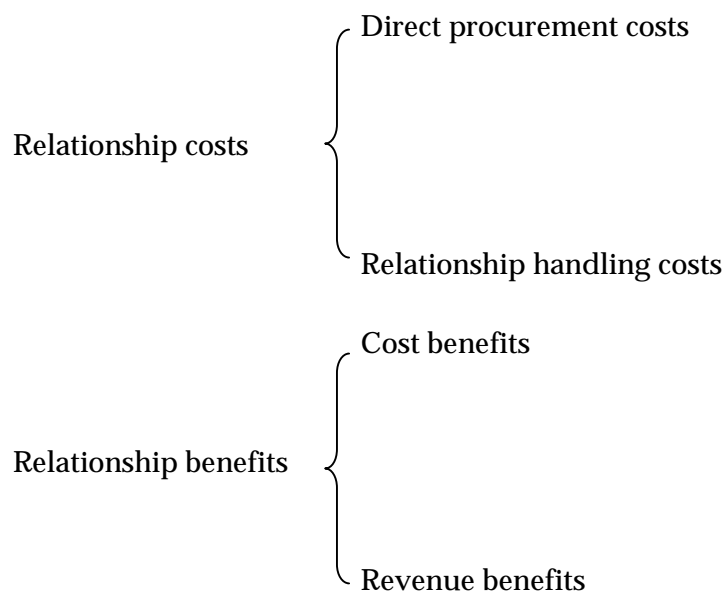 Direct procurement costs
Relationship costs
Relationship handling costs
Cost benefits
Relationship benefits
Revenue benefits